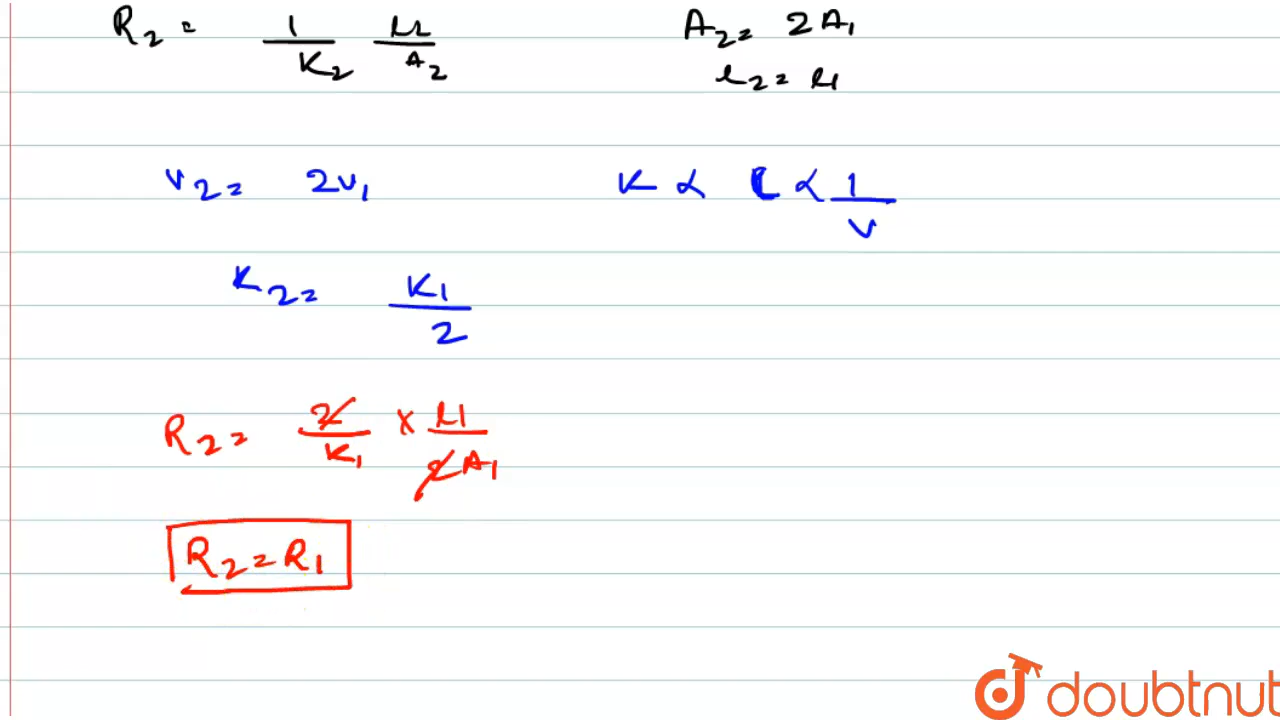 R₂ = 1/K₂ l₂/A₂
A₂ = 2A₁
l₂ = l₁
V₂ = 2V₁
K ∝ C ∝ 1/V
K₂ = K₁/2
R₂ = 2/K₁ × l₁/2A₁
R₂ = R₁
doubtnut